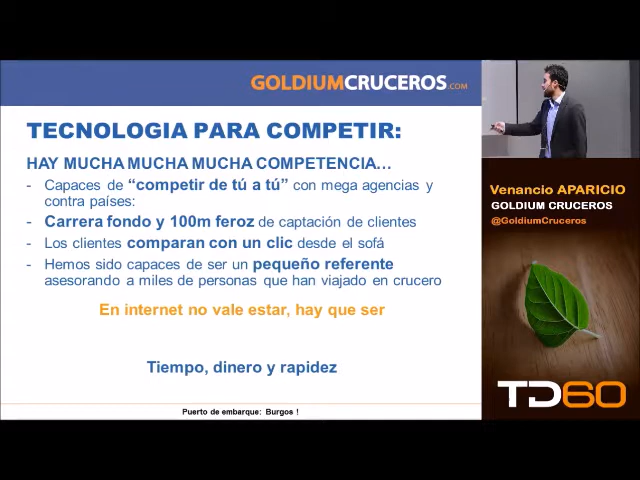 GOLDIUMCRUCEROS.COM
TECNOLOGIA PARA COMPETIR:
HAY MUCHA MUCHA MUCHA COMPETENCIA...
- Capaces de “competir de tú a tú” con mega agencias y
contra países:
- Carrera fondo y 100m feroz de captación de clientes
- Los clientes comparan con un clic desde el sofá
- Hemos sido capaces de ser un pequeño referente
asesorando a miles de personas que han viajado en crucero
En internet no vale estar, hay que ser
Tiempo, dinero y rapidez
Puerto de embarque: Burgos !
Venancio APARICIO
GOLDIUM CRUCEROS
@GoldiumCruceros
TD60